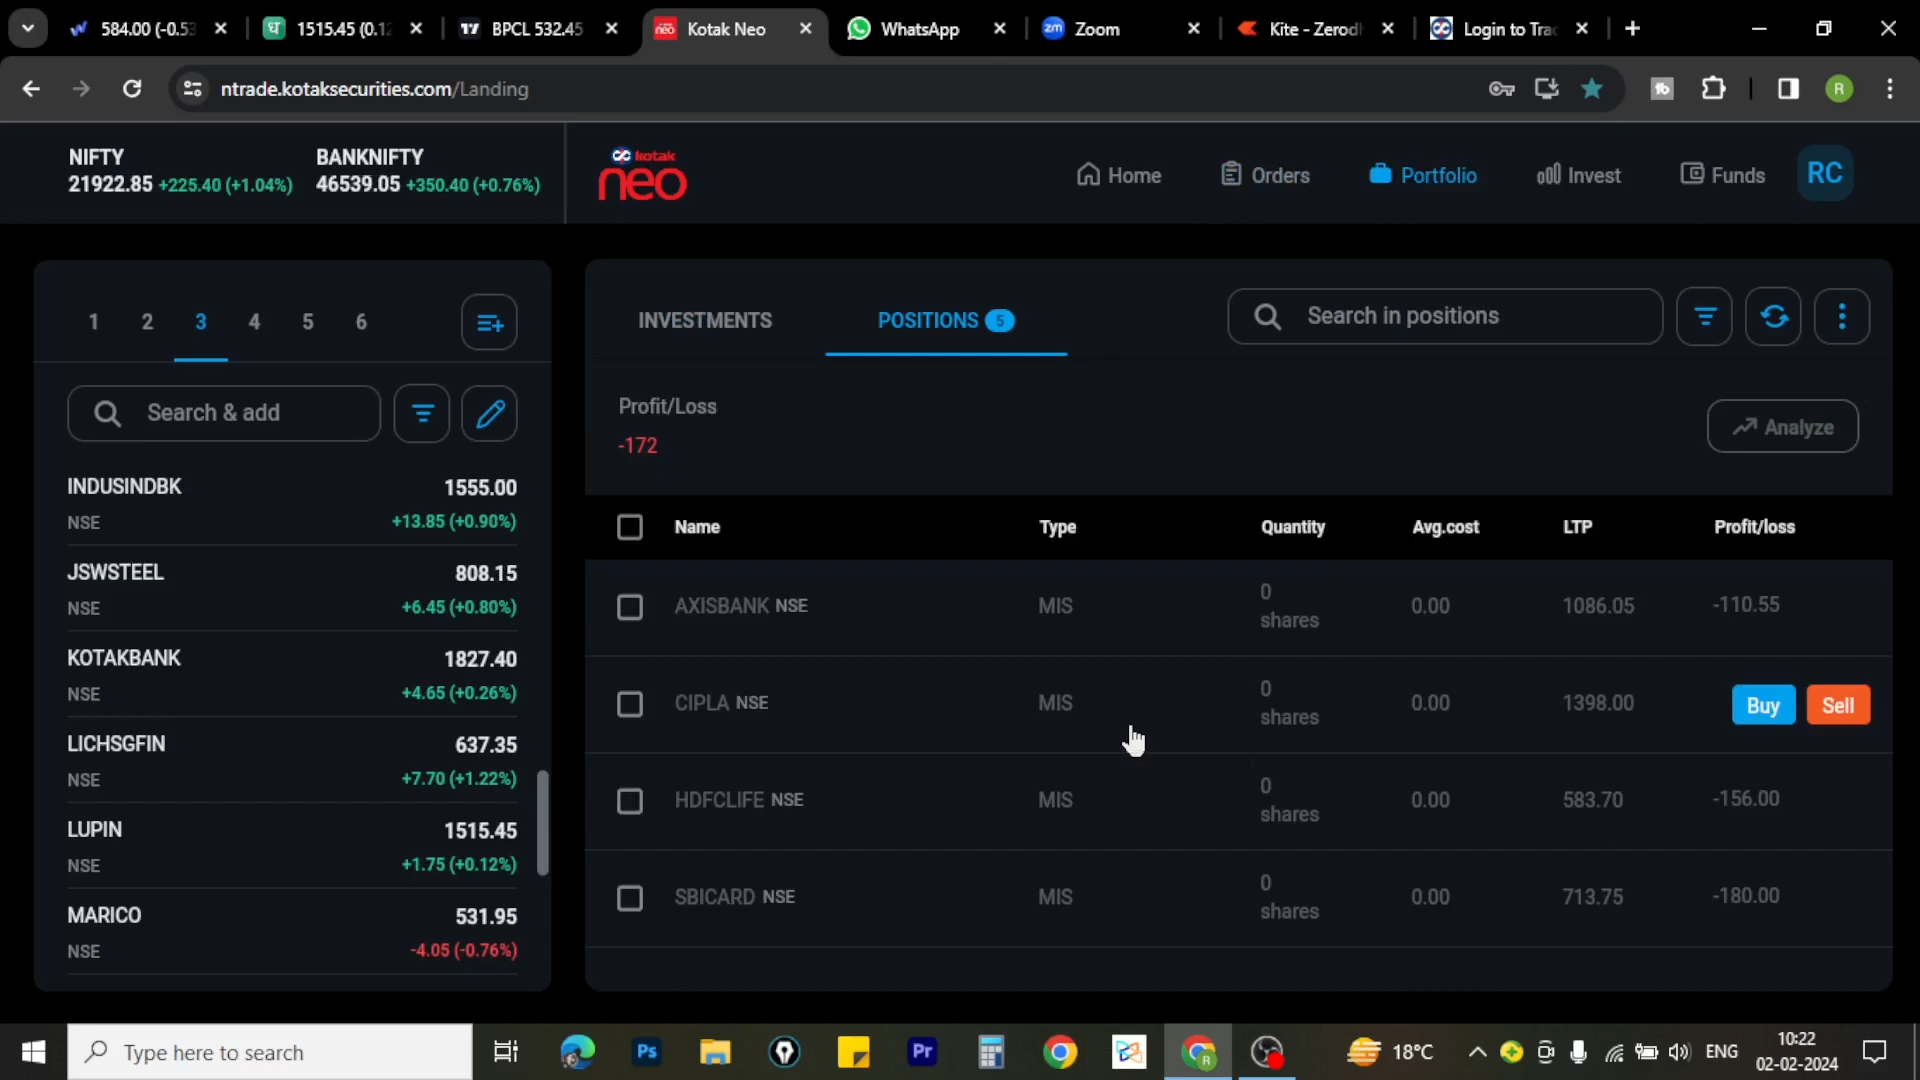 584.00 (-0.53
1515.45 (0.12
BPCL 532.45
Kotak Neo
WhatsApp
zm Zoom
Kite - Zerodh
Login to Trac
ntrade.kotaksecurities.com/Landing
R
NIFTY
21922.85 +225.40 (+1.04%)
BANKNIFTY
46539.05 +350.40 (+0.76%)
kotak
neo
Home
Orders
Portfolio
Invest
Funds
RC
1 2 3 4 5 6
Search & add
INDUSINDBK 1555.00
NSE +13.85 (+0.90%)
JSWSTEEL 808.15
NSE +6.45 (+0.80%)
KOTAKBANK 1827.40
NSE +4.65 (+0.26%)
LICHSGFIN 637.35
NSE +7.70 (+1.22%)
LUPIN 1515.45
NSE +1.75 (+0.12%)
MARICO 531.95
NSE -4.05 (-0.76%)
INVESTMENTS POSITIONS 5
Search in positions
Profit/Loss
-172
Analyze
Name Type Quantity Avg.cost LTP Profit/loss
AXISBANK NSE MIS 0 shares 0.00 1086.05 -110.55
CIPLA NSE MIS 0 shares 0.00 1398.00 Buy Sell
HDFCLIFE NSE MIS 0 shares 0.00 583.70 -156.00
SBICARD NSE MIS 0 shares 0.00 713.75 -180.00
Type here to search
Ps
Pr
R
18°C
ENG
10:22
02-02-2024